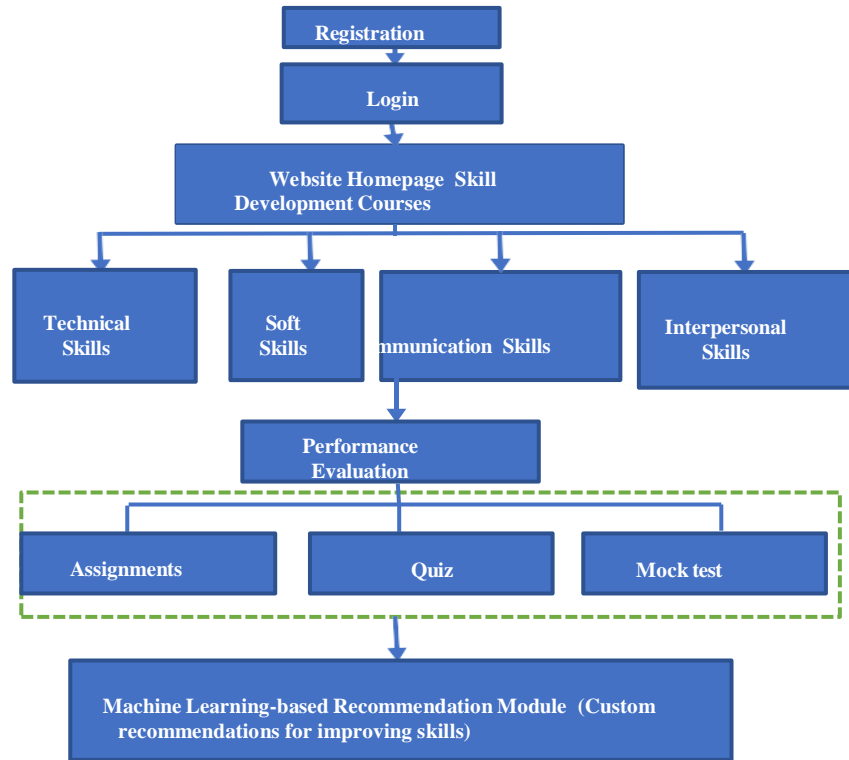 Registration
Login
Website Homepage Skill
Development Courses
Technical
Skills
Soft
Skills
mmunication Skills
Interpersonal
Skills
Performance
Evaluation
Assignments
Quiz
Mock test
Machine Learning-based Recommendation Module (Custom
recommendations for improving skills)